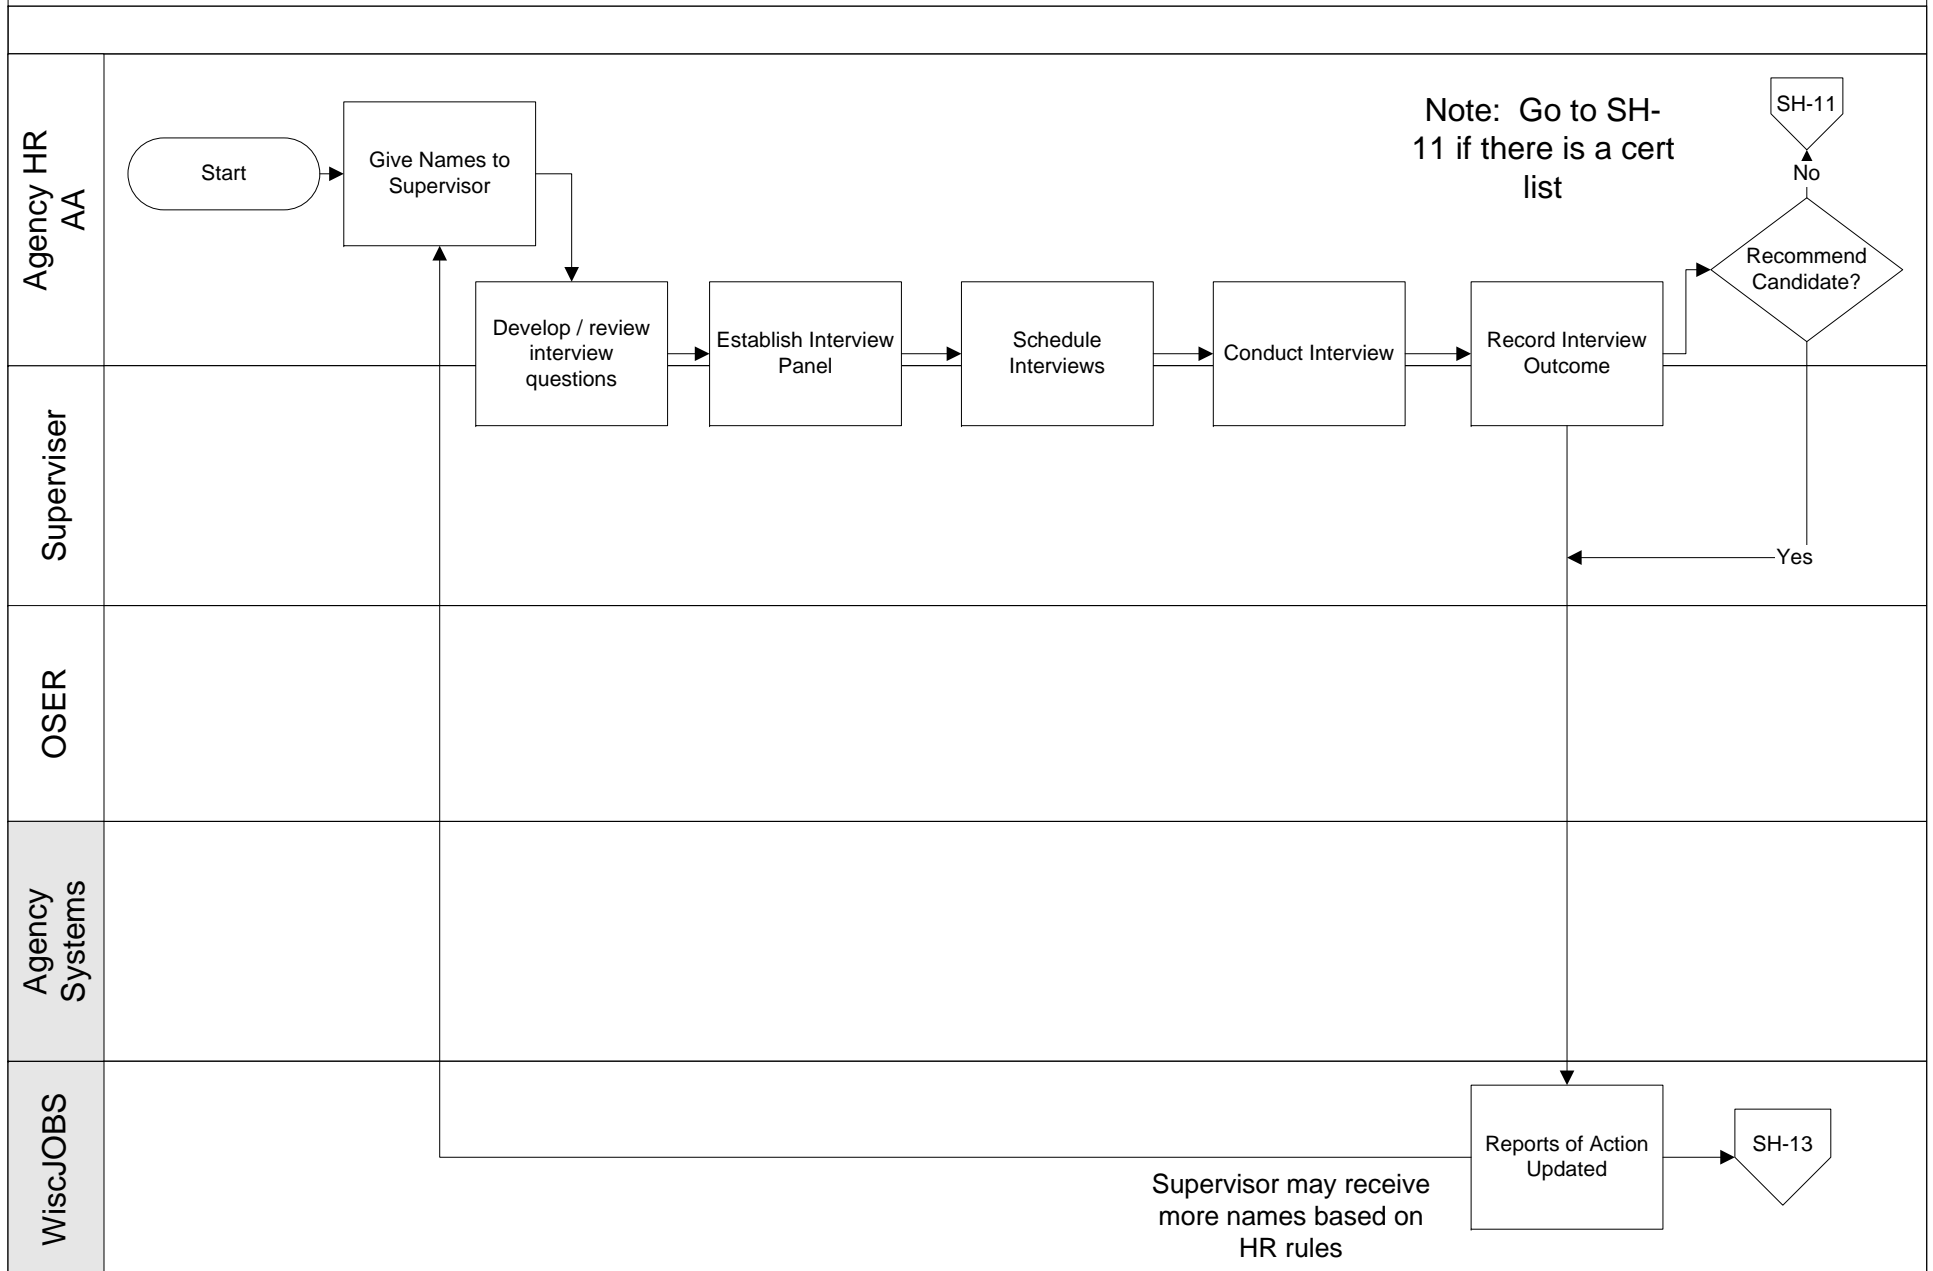 Agency HR
AA
Start
Give Names to
Supervisor
Note:  Go to SH-
11 if there is a cert
list
SH-11
No
Recommend
Candidate?
Develop / review
interview
questions
Establish Interview
Panel
Schedule
Interviews
Conduct Interview
Record Interview
Outcome
Superviser
Yes
OSER
Agency
Systems
WiscJOBS
Reports of Action
Updated
SH-13
Supervisor may receive
more names based on
HR rules